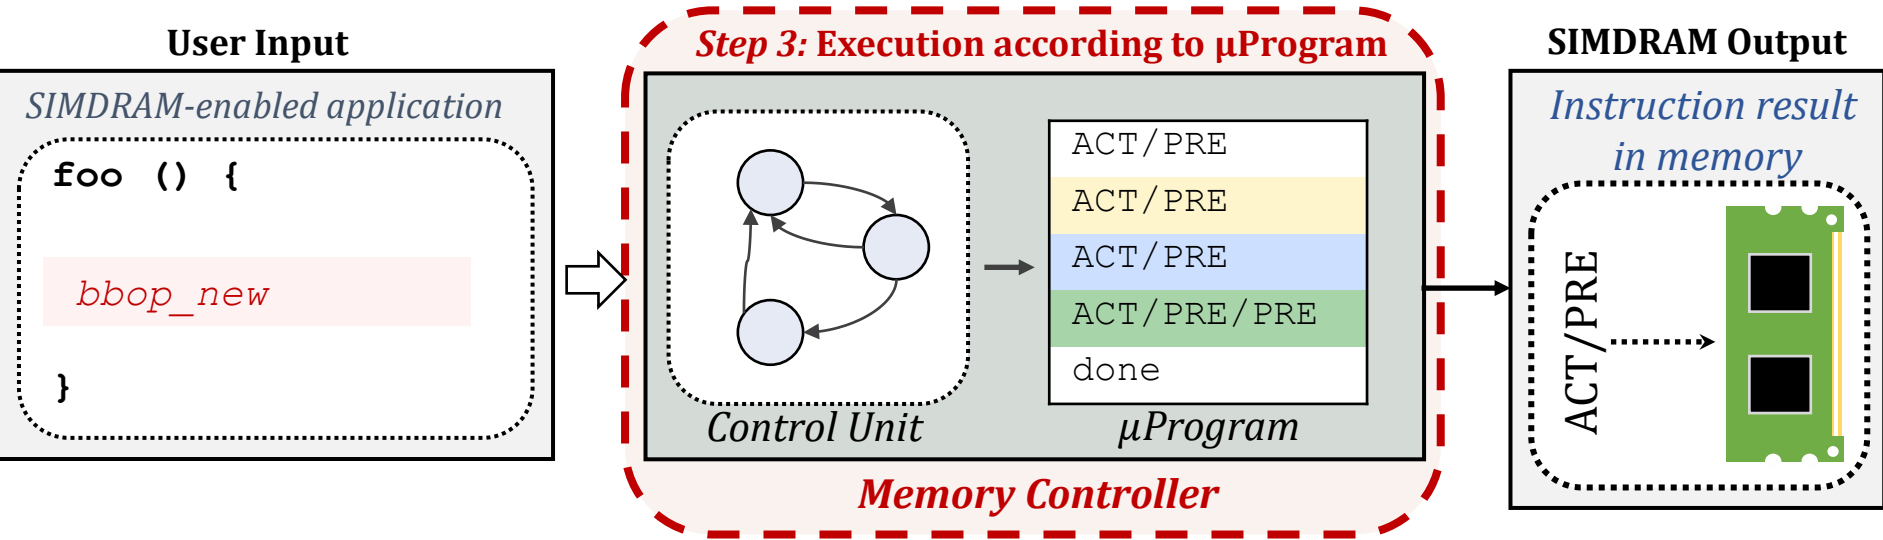 User Input
SIMDRAM-enabled application
foo () {
bbop_new
}
Step 3: Execution according to µProgram
Control Unit
ACT/PRE
ACT/PRE
ACT/PRE
ACT/PRE/PRE
done
µProgram
Memory Controller
SIMDRAM Output
Instruction result
in memory
ACT/PRE